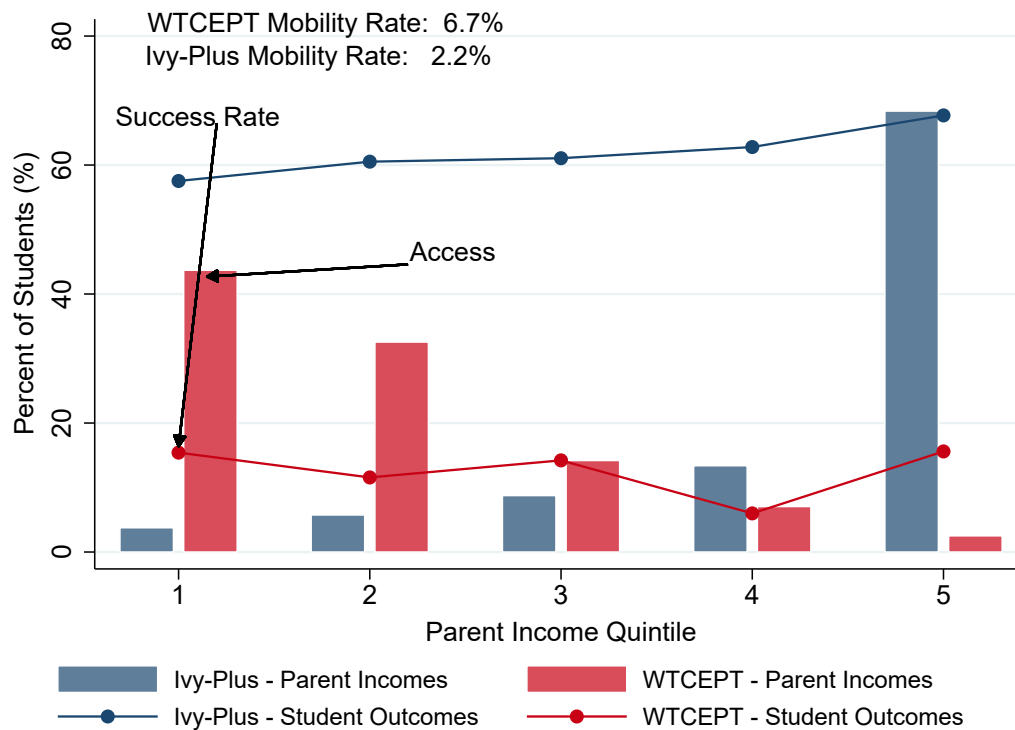 WTCEPT Mobility Rate: 6.7%
Ivy-Plus Mobility Rate: 2.2%
Success Rate
Access
Percent of Students (%)
80
60
40
20
0
1 2 3 4 5
Parent Income Quintile
Ivy-Plus - Parent Incomes WTCEPT - Parent Incomes
Ivy-Plus - Student Outcomes WTCEPT - Student Outcomes